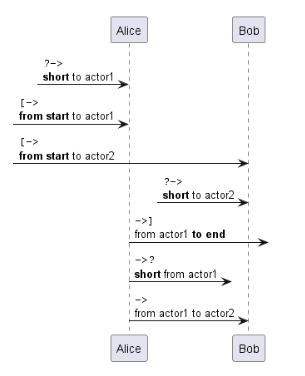 Alice Bob
?->
short to actor1
[->
from start to actor1
[->
from start to actor2
?->
short to actor2
->]
from actor1 to end
->?
short from actor1
->
from actor1 to actor2
Alice Bob